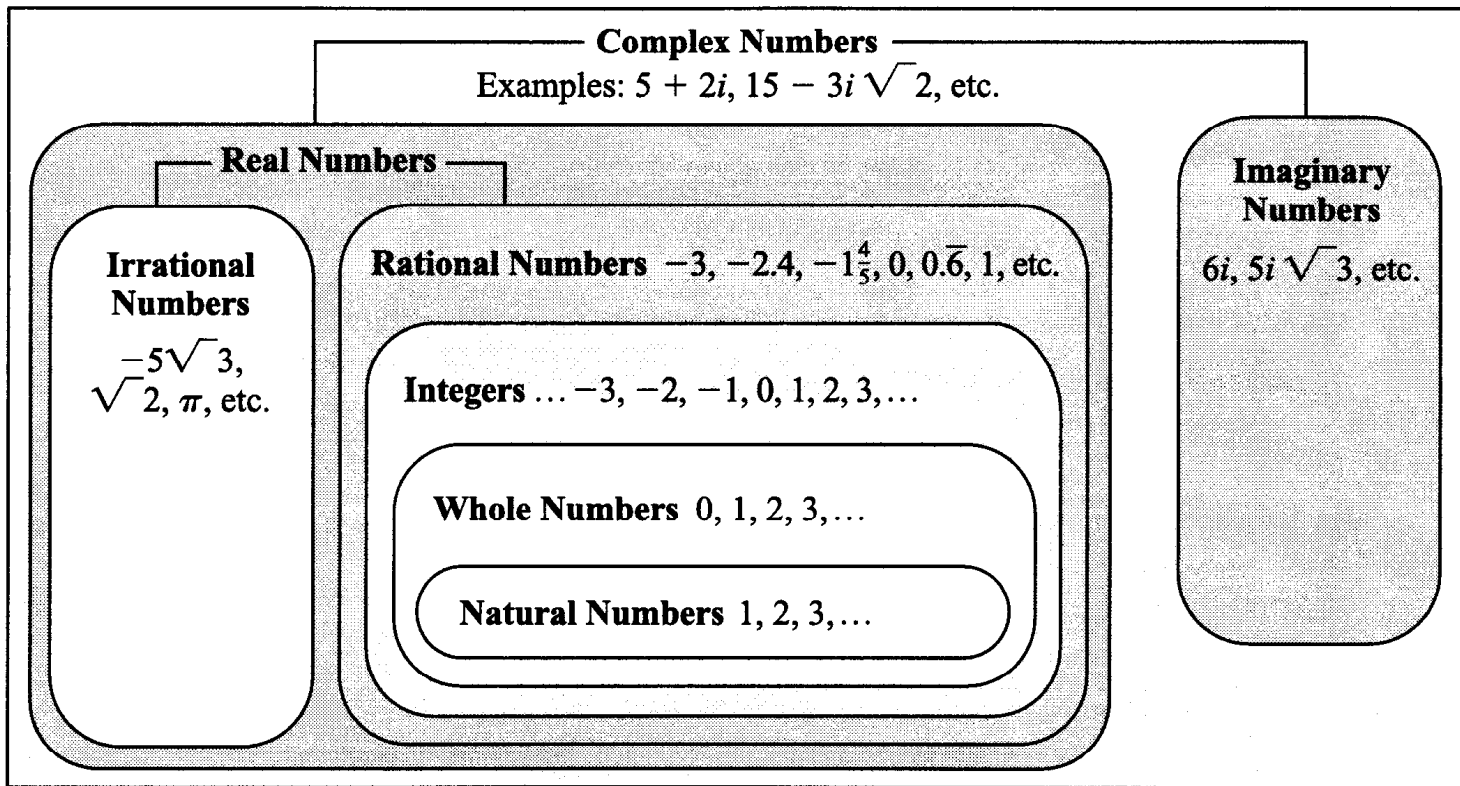 Complex Numbers
Examples: 5 + 2i, 15 − 3i √2, etc.
Real Numbers
Irrational
Numbers
−5√3,
√2, π, etc.
Rational Numbers −3, −2.4, −1 4/5, 0, 0.6̅, 1, etc.
Integers … −3, −2, −1, 0, 1, 2, 3, …
Whole Numbers 0, 1, 2, 3, …
Natural Numbers 1, 2, 3, …
Imaginary
Numbers
6i, 5i √3, etc.